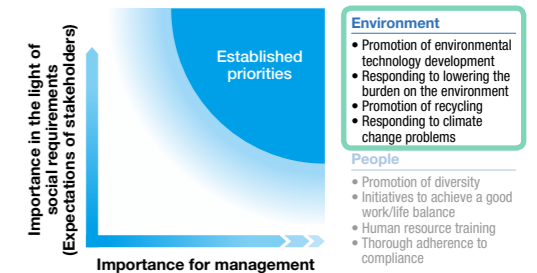 Importance in the light of
social requirements
(Expectations of stakeholders)
Established
priorities
Importance for management
Environment
• Promotion of environmental
technology development
• Responding to lowering the
burden on the environment
• Promotion of recycling
• Responding to climate
change problems
People
• Promotion of diversity
• Initiatives to achieve a good
work/life balance
• Human resource training
• Thorough adherence to
compliance